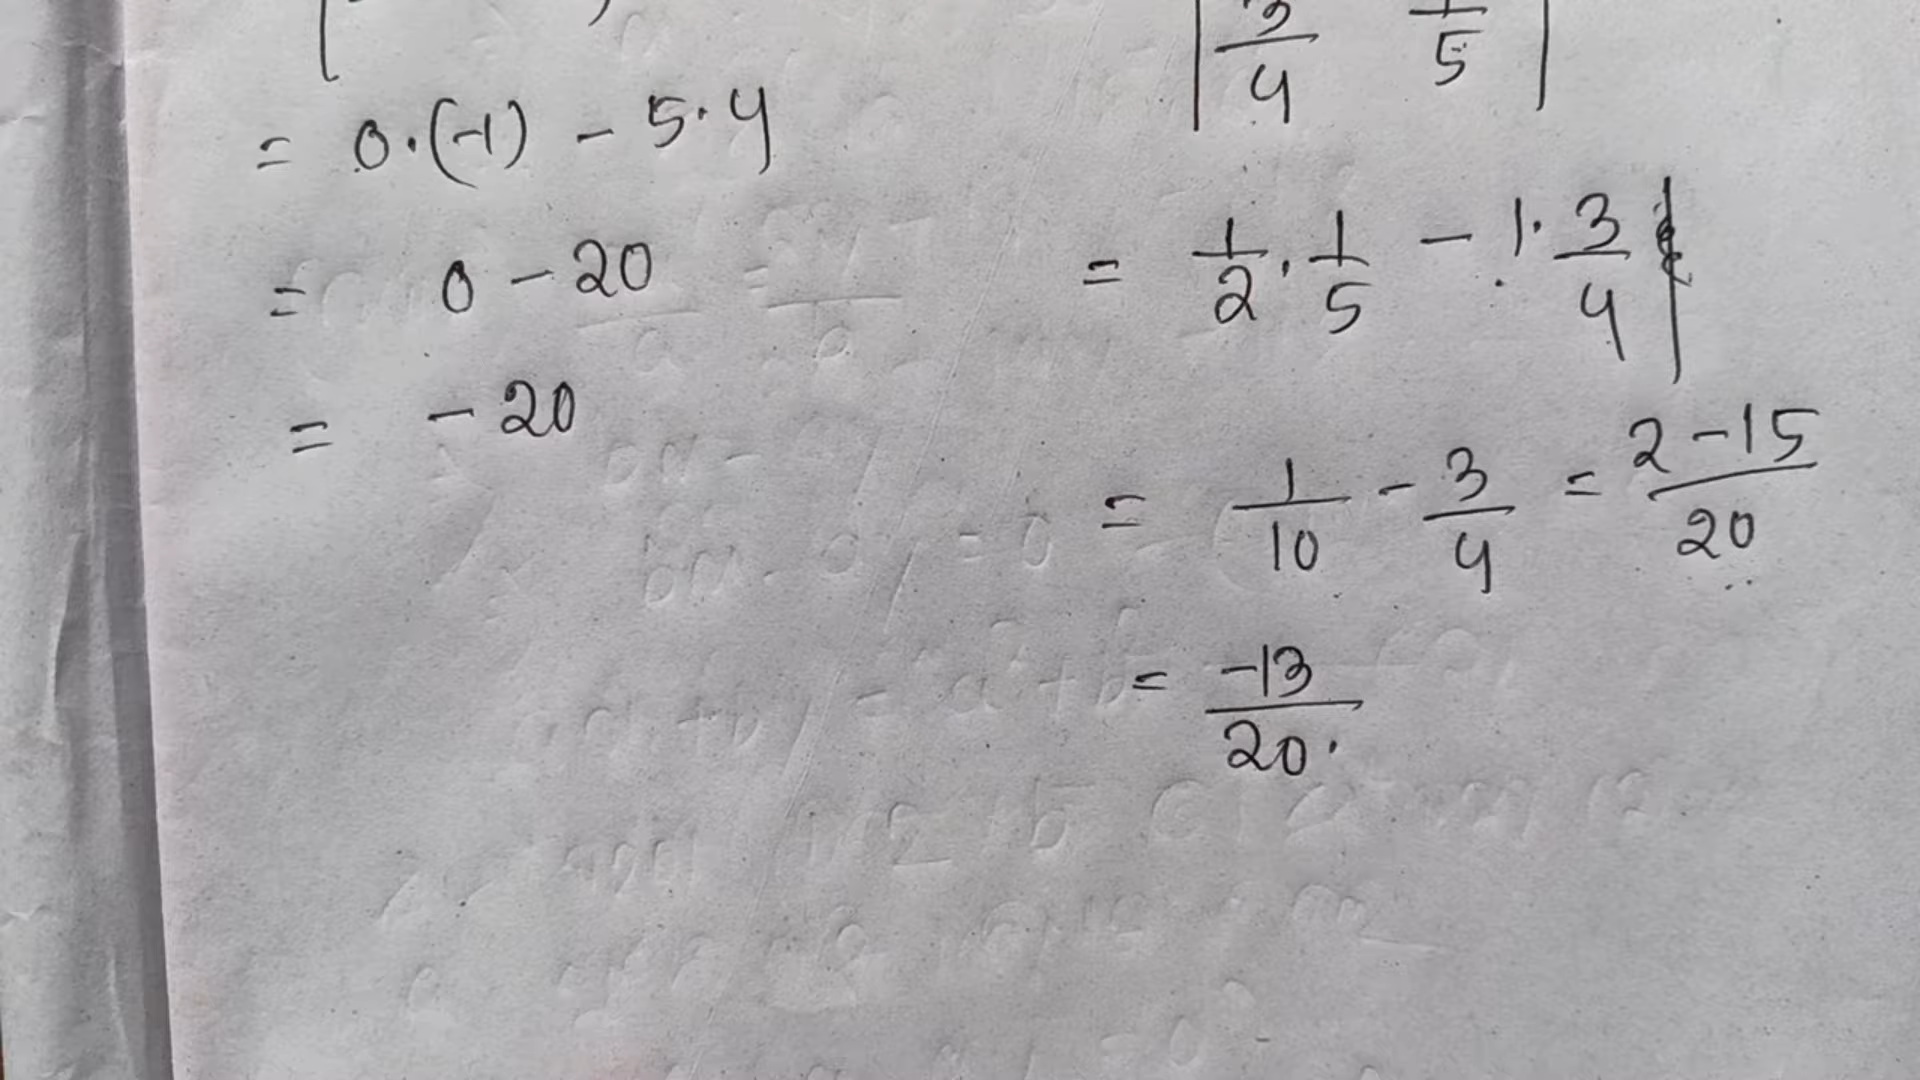 | 3/4 1/5 |
= 0.(-1) - 5.4
= 0 - 20
= - 20
= 1/2 . 1/5 - 1. 3/4
= 1/10 - 3/4 = 2-15/20
= -13/20.